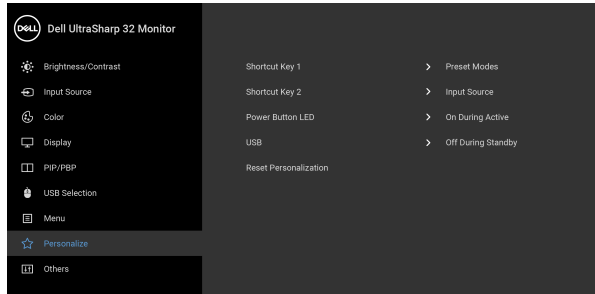 DELL Dell UltraSharp 32 Monitor
Brightness/Contrast
Input Source
Color
Display
PIP/PBP
USB Selection
Menu
Personalize
Others
Shortcut Key 1 > Preset Modes
Shortcut Key 2 > Input Source
Power Button LED > On During Active
USB > Off During Standby
Reset Personalization